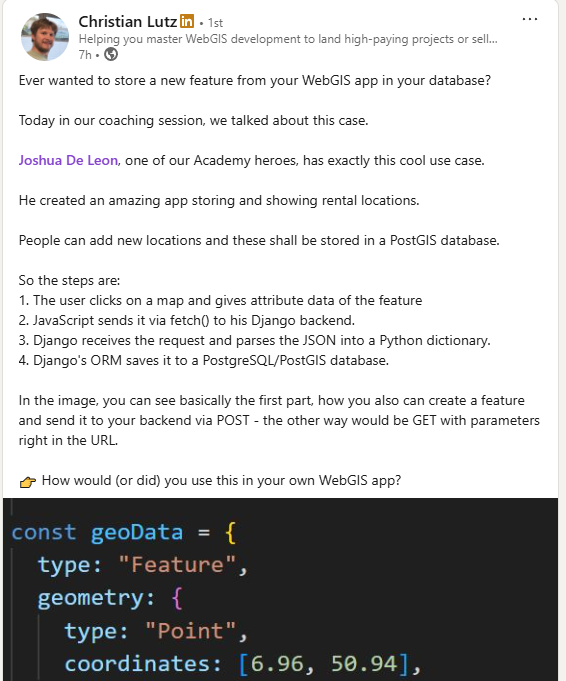 Christian Lutz in • 1st
Helping you master WebGIS development to land high-paying projects or sell...
7h •
Ever wanted to store a new feature from your WebGIS app in your database?
Today in our coaching session, we talked about this case.
Joshua De Leon, one of our Academy heroes, has exactly this cool use case.
He created an amazing app storing and showing rental locations.
People can add new locations and these shall be stored in a PostGIS database.
So the steps are:
1. The user clicks on a map and gives attribute data of the feature
2. JavaScript sends it via fetch() to his Django backend.
3. Django receives the request and parses the JSON into a Python dictionary.
4. Django's ORM saves it to a PostgreSQL/PostGIS database.
In the image, you can see basically the first part, how you also can create a feature
and send it to your backend via POST - the other way would be GET with parameters
right in the URL.
👉 How would (or did) you use this in your own WebGIS app?
const geoData = {
type: "Feature",
geometry: {
type: "Point",
coordinates: [6.96, 50.94],